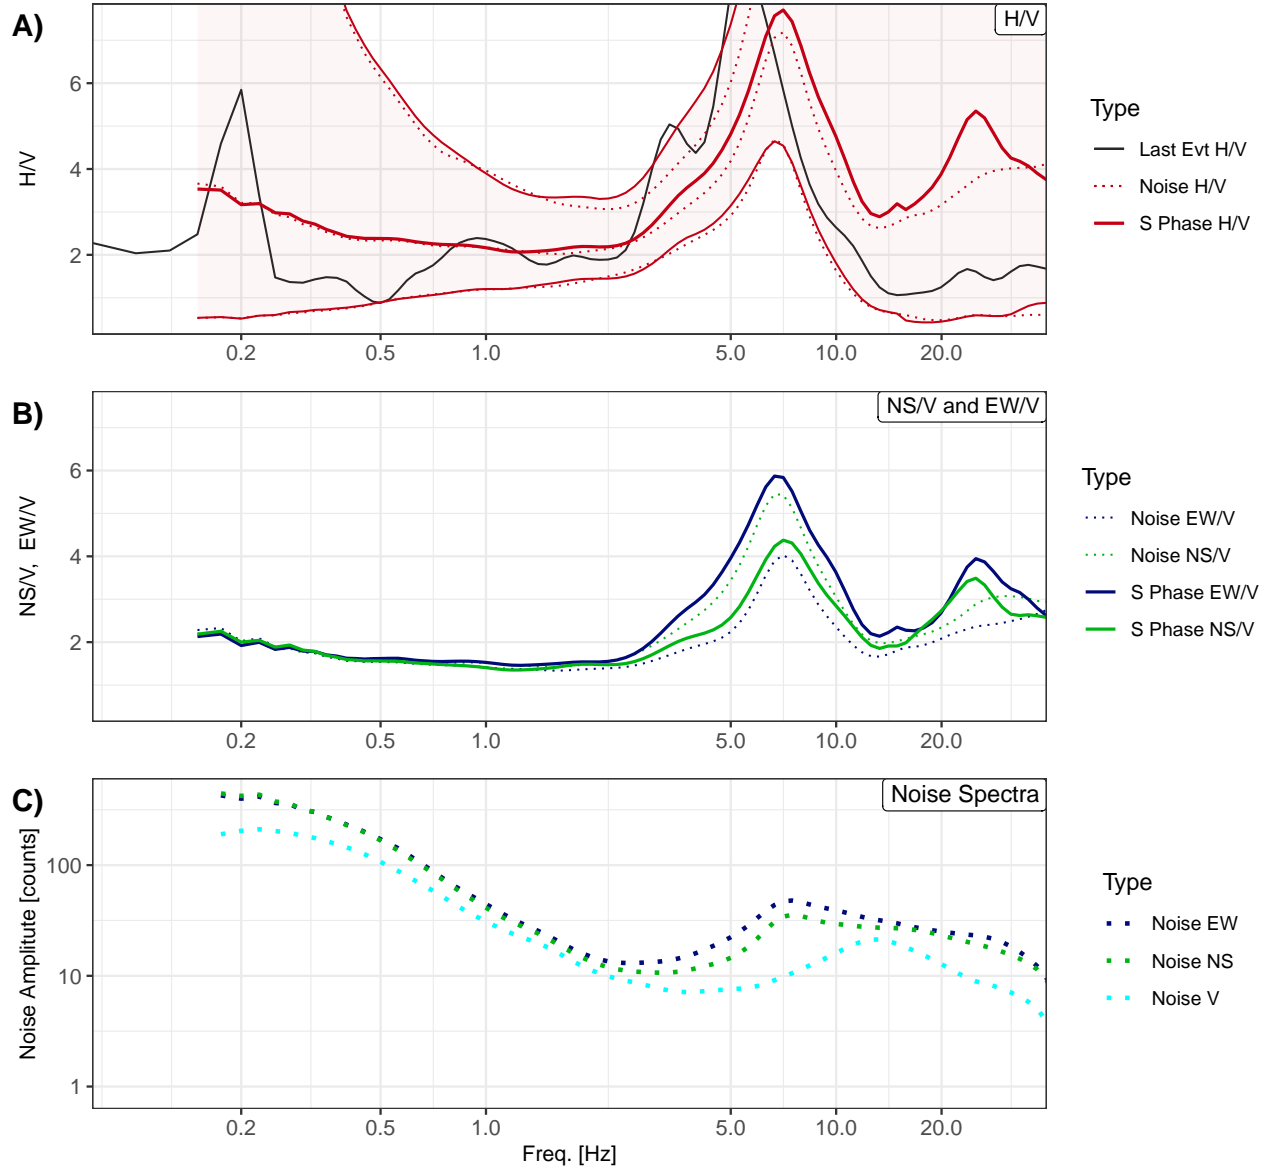 A)
H/V
H/V
6
4
2
0.2 0.5 1.0 5.0 10.0 20.0
Type
Last Evt H/V
Noise H/V
S Phase H/V
B)
NS/V and EW/V
NS/V, EW/V
6
4
2
0.2 0.5 1.0 5.0 10.0 20.0
Type
Noise EW/V
Noise NS/V
S Phase EW/V
S Phase NS/V
C)
Noise Spectra
Noise Amplitute [counts]
100
10
1
0.2 0.5 1.0 5.0 10.0 20.0
Freq. [Hz]
Type
Noise EW
Noise NS
Noise V